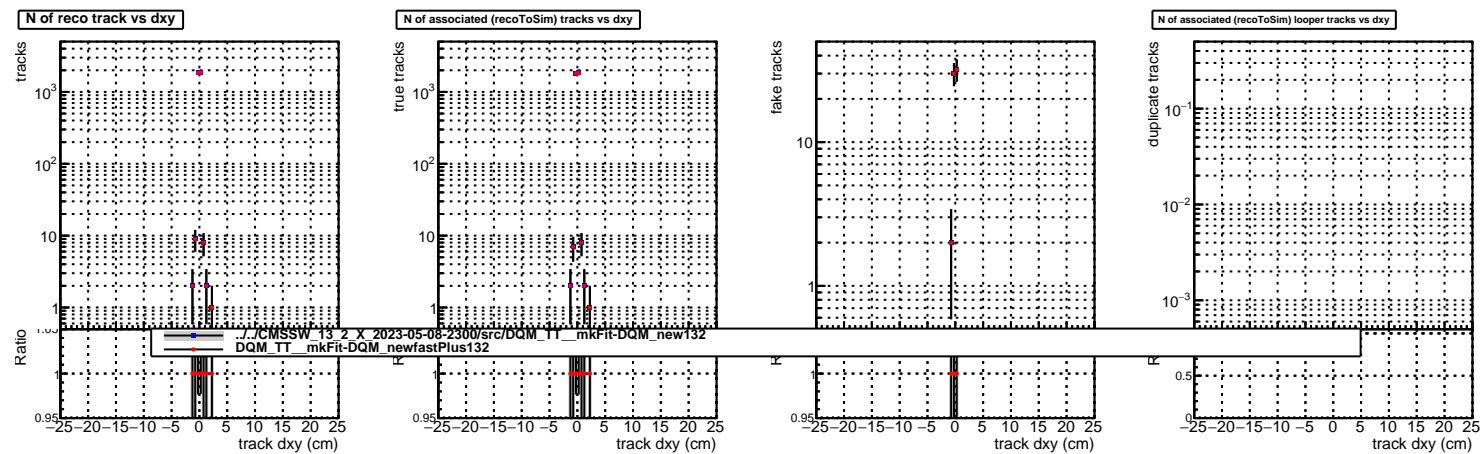 N of reco track vs dxy
tracks
10³
10²
10
1
1.05
Ratio
1
0.95
−25 −20 −15 −10 −5 0 5 10 15 20 25
track dxy (cm)
N of associated (recoToSim) tracks vs dxy
true tracks
10³
10²
10
1
1
0.95
−25 −20 −15 −10 −5 0 5 10 15 20 25
track dxy (cm)
fake tracks
10
1
1
0.95
−25 −20 −15 −10 −5 0 5 10 15 20 25
track dxy (cm)
N of associated (recoToSim) looper tracks vs dxy
duplicate tracks
10⁻¹
10⁻²
10⁻³
0.5
0
−25 −20 −15 −10 −5 0 5 10 15 20 25
track dxy (cm)
../../CMSSW_13_2_X_2023-05-08-2300/src/DQM_TT__mkFit-DQM_new132
DQM_TT__mkFit-DQM_newfastPlus132